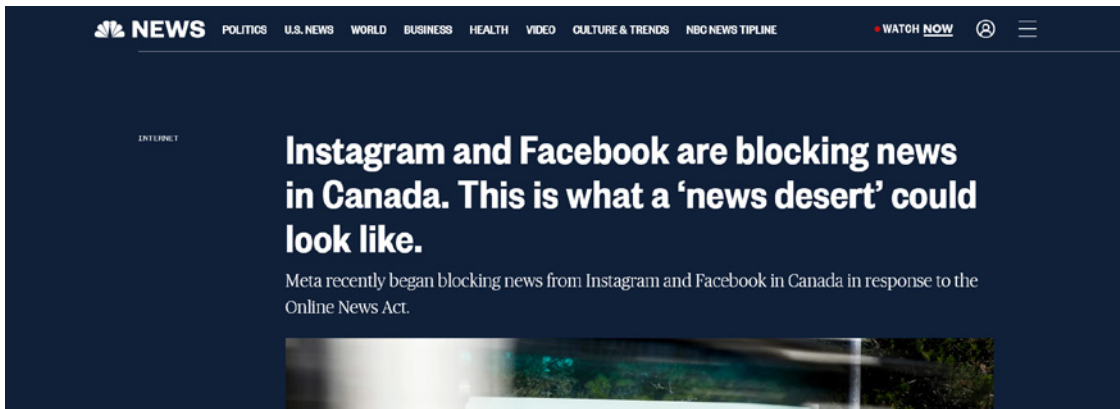 NEWS POLITICS U.S. NEWS WORLD BUSINESS HEALTH VIDEO CULTURE & TRENDS NBC NEWS TIPLINE WATCH NOW
INTERNET
Instagram and Facebook are blocking news
in Canada. This is what a ‘news desert’ could
look like.
Meta recently began blocking news from Instagram and Facebook in Canada in response to the
Online News Act.